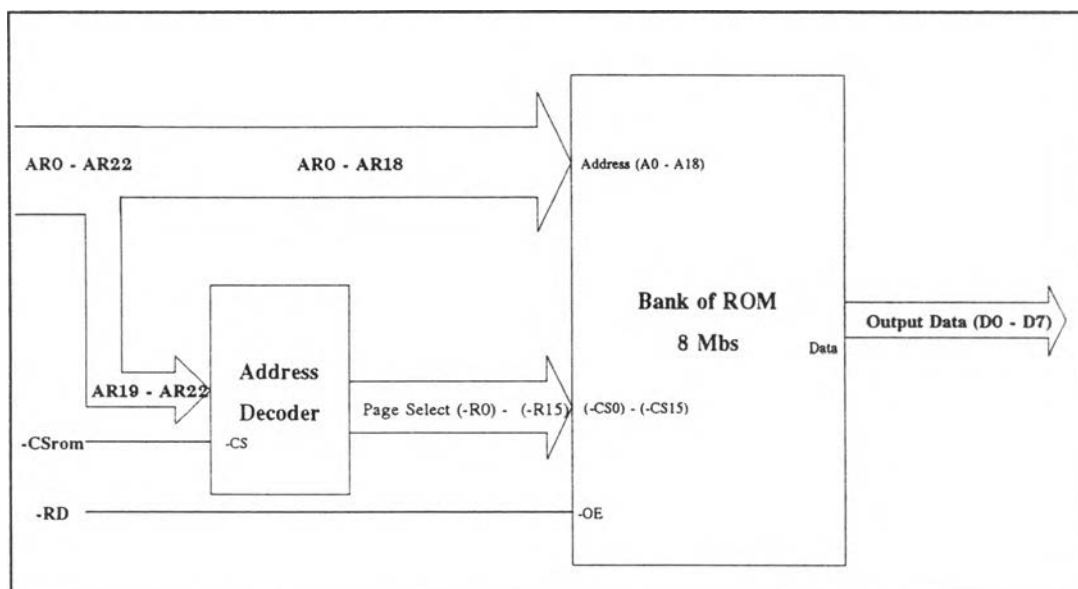 AR0 - AR22
AR0 - AR18
Address (A0 - A18)
Bank of ROM
8 Mbs
Data
Output Data (D0 - D7)
Address
Decoder
AR19 - AR22
Page Select (-R0) - (-R15)
(-CS0) - (-CS15)
-CSrom
-CS
-RD
-OE